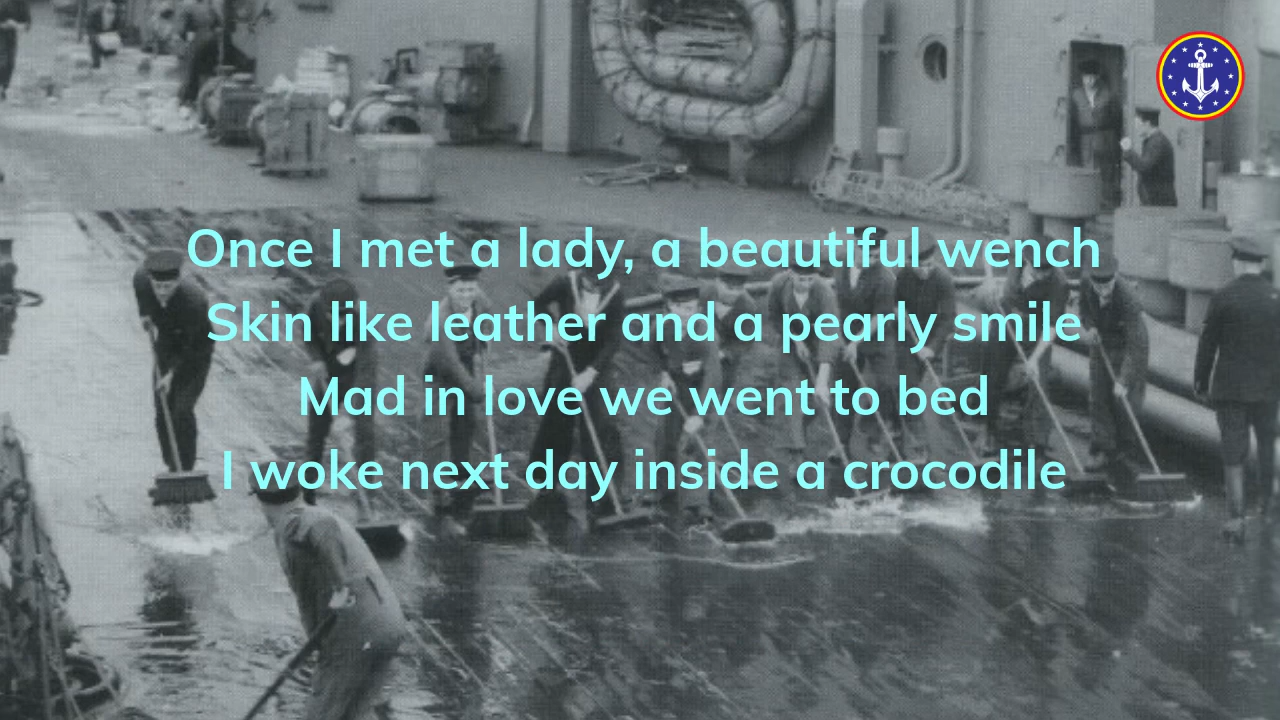 Once I met a lady, a beautiful wench
Skin like leather and a pearly smile
Mad in love we went to bed
I woke next day inside a crocodile